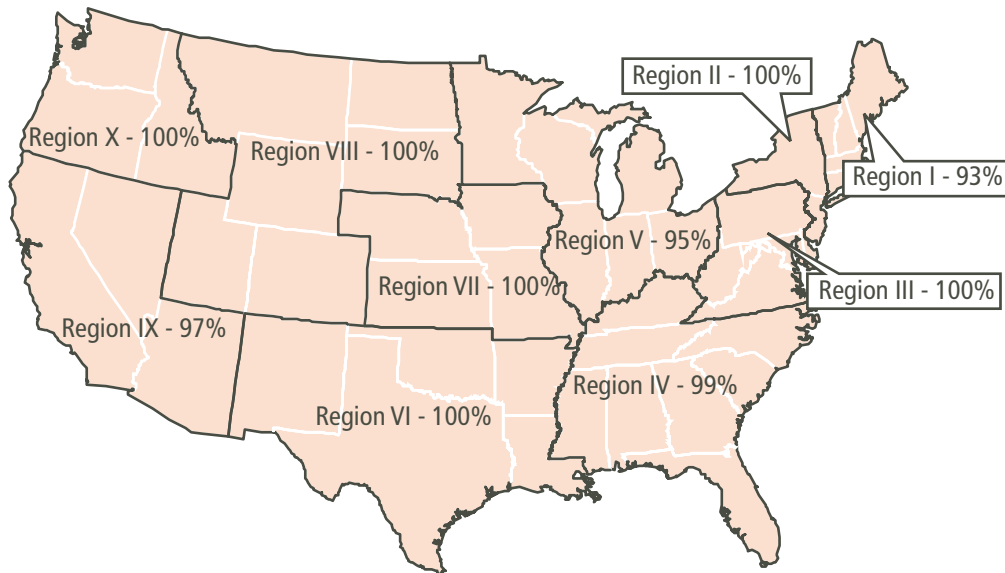 Region II - 100%
Region X - 100%
Region VIII - 100%
Region I - 93%
Region V - 95%
Region VII - 100%
Region III - 100%
Region IX - 97%
Region IV - 99%
Region VI - 100%